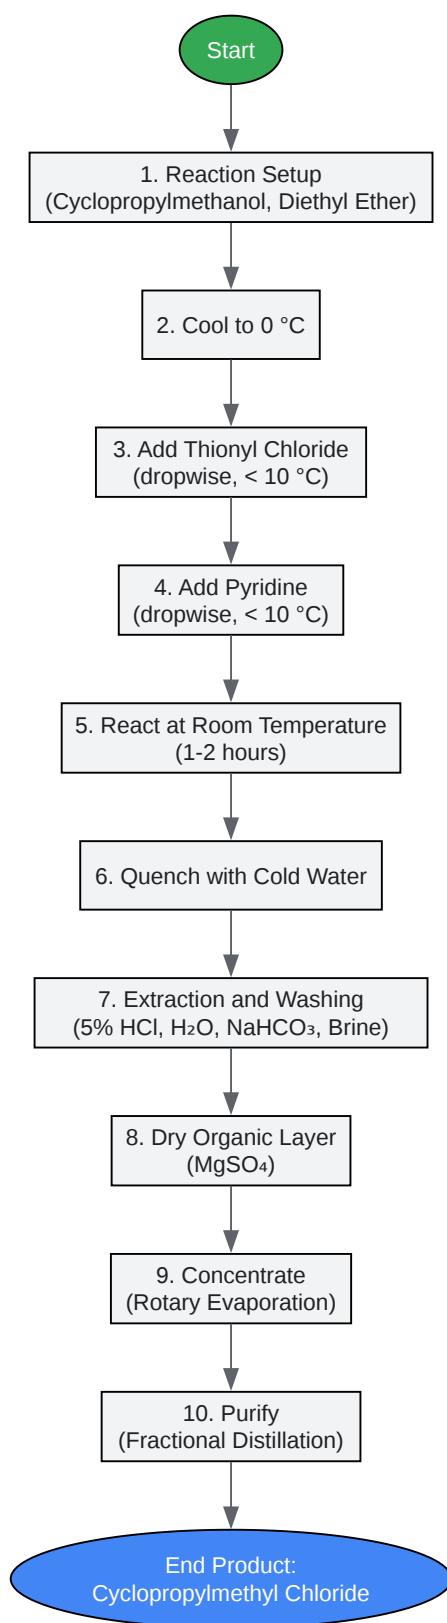 Start
1. Reaction Setup
(Cyclopropylmethanol, Diethyl Ether)
2. Cool to 0 °C
3. Add Thionyl Chloride
(dropwise, < 10 °C)
4. Add Pyridine
(dropwise, < 10 °C)
5. React at Room Temperature
(1-2 hours)
6. Quench with Cold Water
7. Extraction and Washing
(5% HCl, H₂O, NaHCO₃, Brine)
8. Dry Organic Layer
(MgSO₄)
9. Concentrate
(Rotary Evaporation)
10. Purify
(Fractional Distillation)
End Product:
Cyclopropylmethyl Chloride